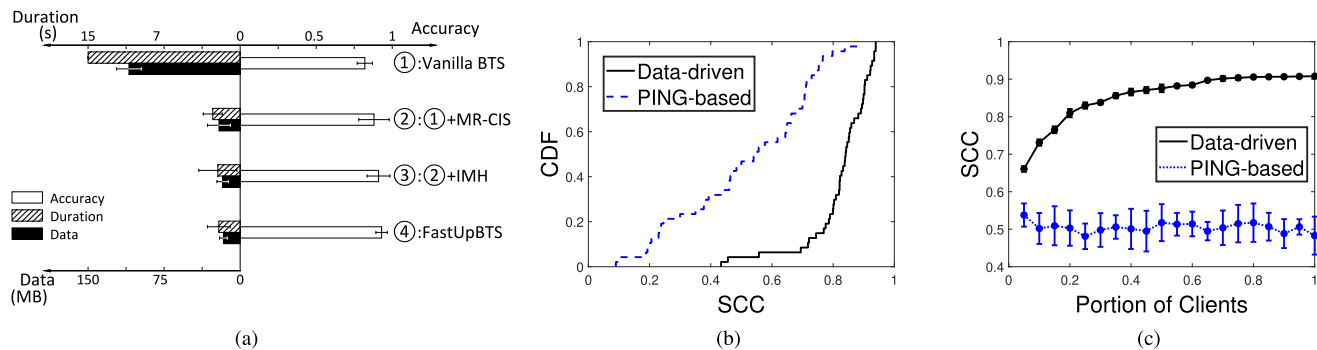 Duration
(s)
Accuracy
15 7 0 0.5 1
①:Vanilla BTS
②:①+MR-CIS
③:②+IMH
④:FastUpBTS
Accuracy
Duration
Data
Data
(MB)
150 75 0
(a)
CDF
1
0.8
0.6
0.4
0.2
0
0 0.2 0.4 0.6 0.8 1
SCC
Data-driven
PING-based
(b)
SCC
1
0.9
0.8
0.7
0.6
0.5
0.4
0 0.2 0.4 0.6 0.8 1
Portion of Clients
Data-driven
PING-based
(c)